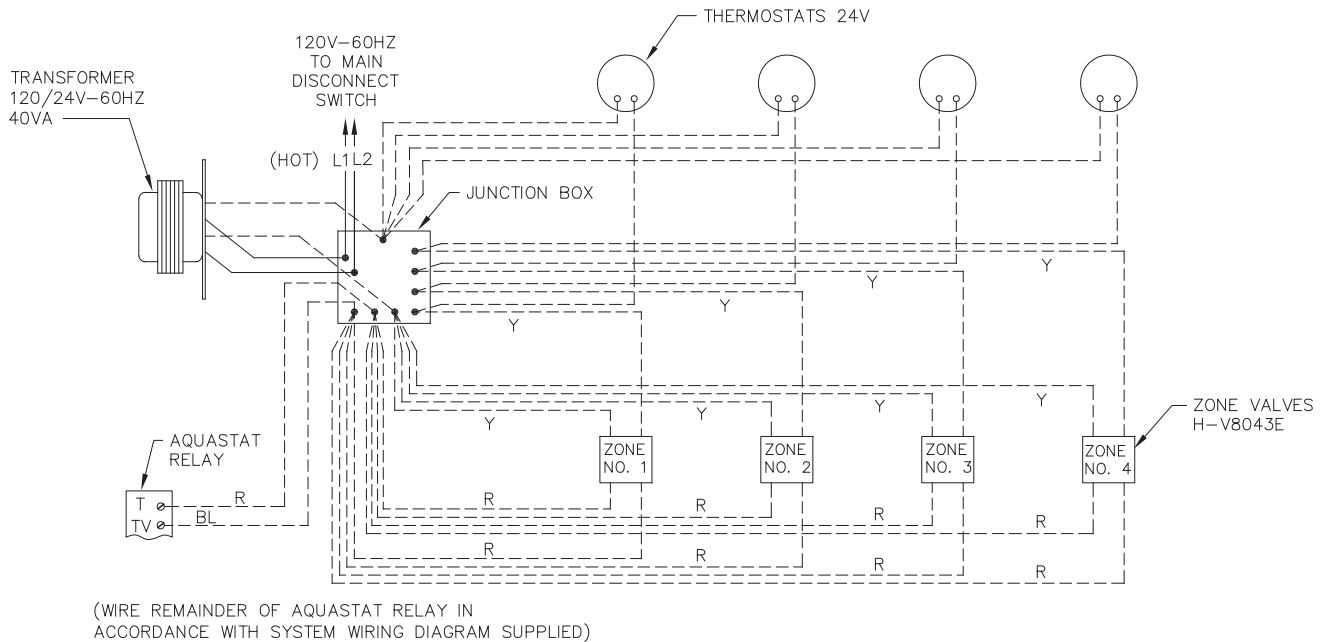 THERMOSTATS 24V
120V-60HZ
TO MAIN
DISCONNECT
SWITCH
TRANSFORMER
120/24V-60HZ
40VA
(HOT) L1 L2
JUNCTION BOX
Y
Y
Y
Y
Y
Y
Y
Y
ZONE VALVES
H-V8043E
AQUASTAT
RELAY
ZONE
NO. 1
ZONE
NO. 2
ZONE
NO. 3
ZONE
NO. 4
T
R
TV
BL
R
R
R
R
R
R
R
R
(WIRE REMAINDER OF AQUASTAT RELAY IN
ACCORDANCE WITH SYSTEM WIRING DIAGRAM SUPPLIED)